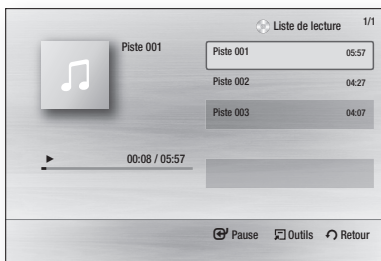 Liste de lecture 1/1
Piste 001
Piste 001 05:57
Piste 002 04:27
Piste 003 04:07
00:08 / 05:57
Pause Outils Retour